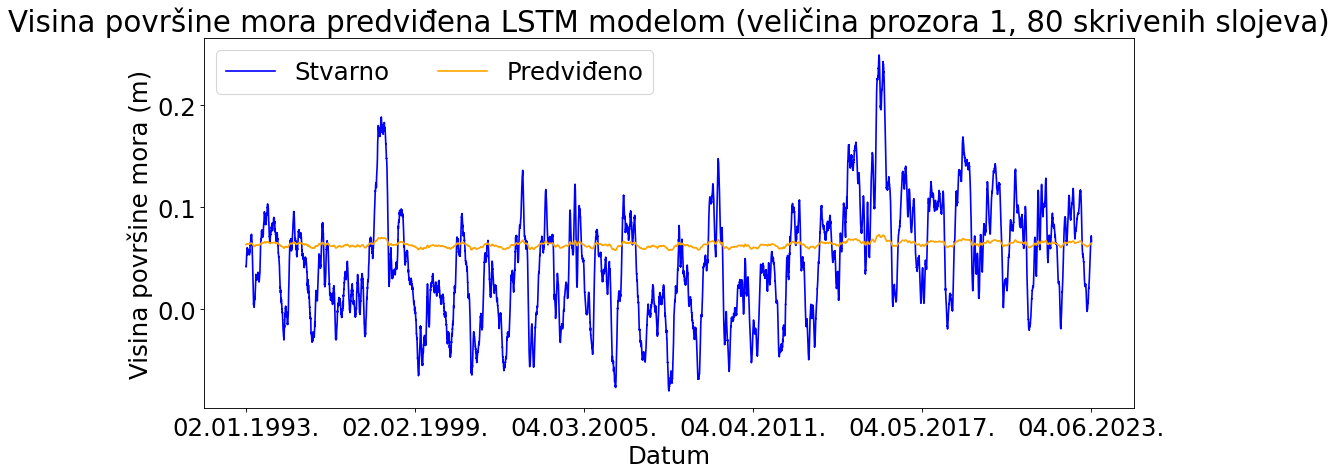 Visina površine mora predviđena LSTM modelom (veličina prozora 1, 80 skrivenih slojeva)
Stvarno
Predviđeno
Visina površine mora (m)
0.2
0.1
0.0
02.01.1993.
02.02.1999.
04.03.2005.
04.04.2011.
04.05.2017.
04.06.2023.
Datum